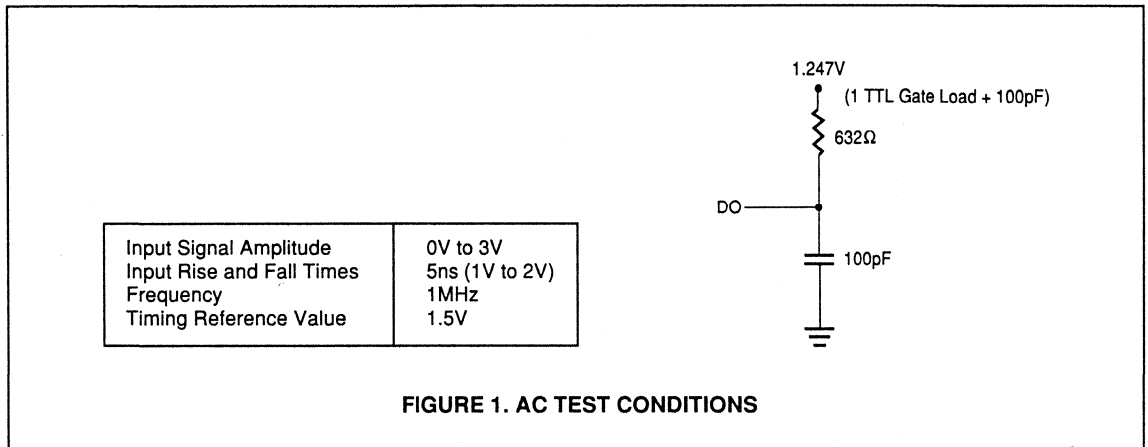 1.247V
(1 TTL Gate Load + 100pF)
632Ω
DO
100pF
Input Signal Amplitude 0V to 3V
Input Rise and Fall Times 5ns (1V to 2V)
Frequency 1MHz
Timing Reference Value 1.5V
FIGURE 1. AC TEST CONDITIONS